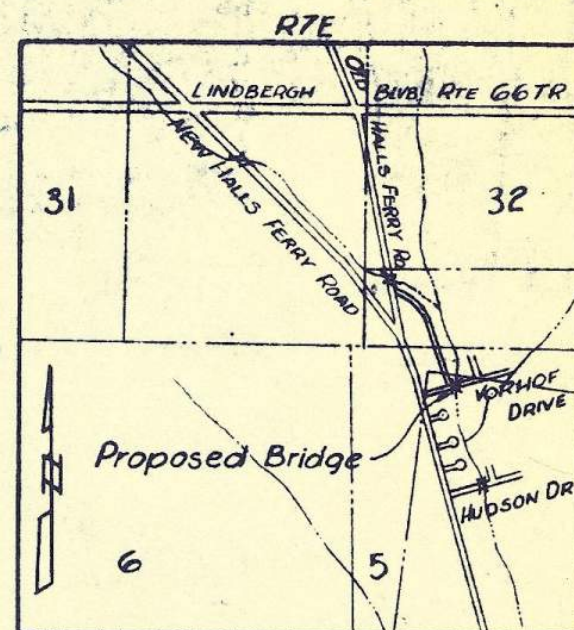 R7E
LINDBERGH BLVD. RTE 66TR
OLD HALLS FERRY RD
NEW HALLS FERRY ROAD
31
32
VORHOF
DRIVE
Proposed Bridge
HUDSON DR
N
6
5